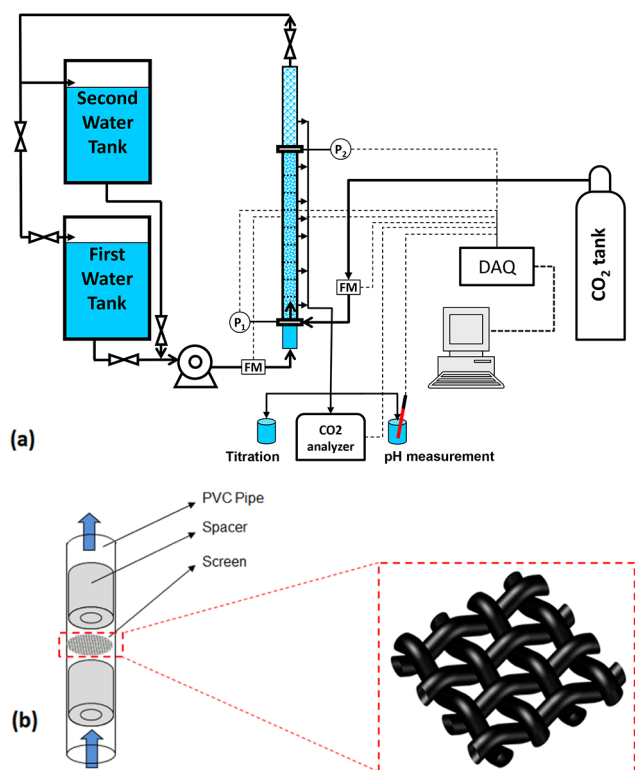 Second
Water
Tank
P₂
First
Water
Tank
P₁
FM
FM
DAQ
CO₂ tank
CO2
analyzer
Titration
pH measurement
(a)
PVC Pipe
Spacer
Screen
(b)